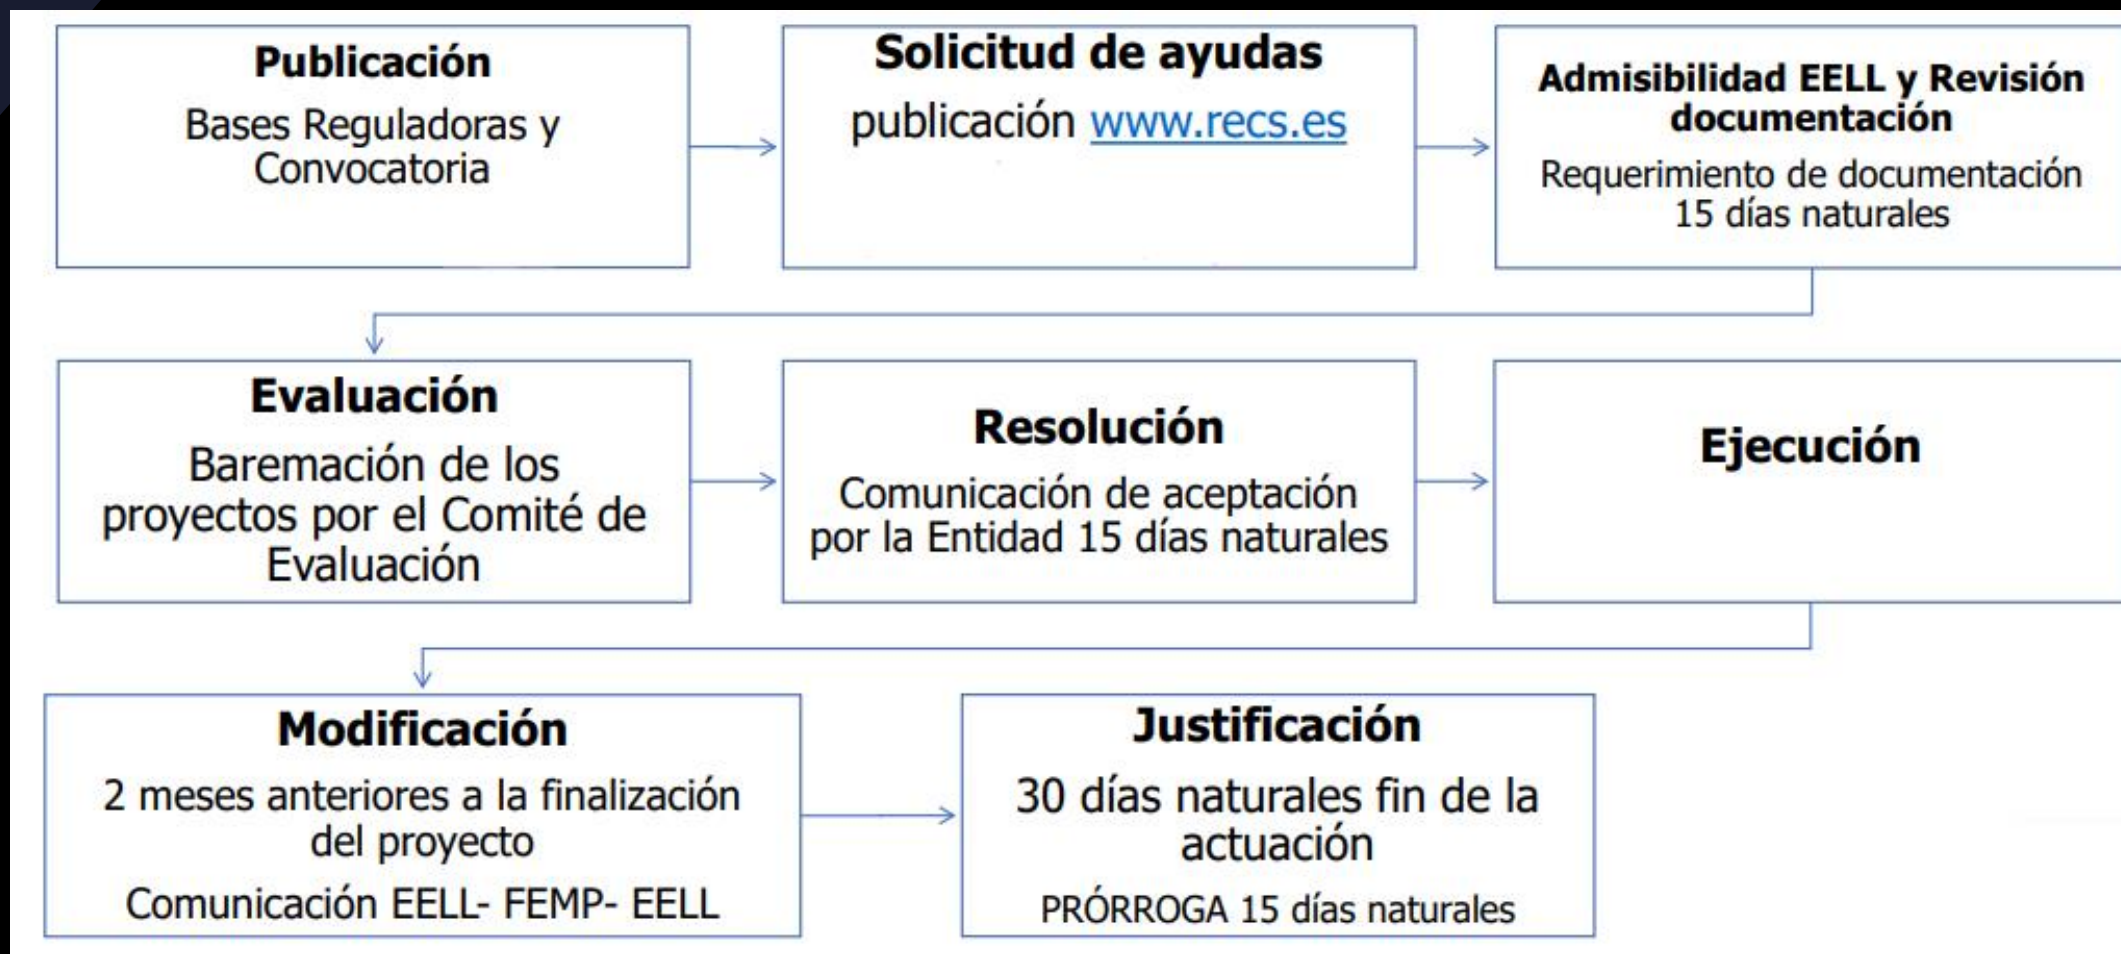 Publicación
Bases Reguladoras y
Convocatoria
Solicitud de ayudas
publicación www.recs.es
Admisibilidad EELL y Revisión
documentación
Requerimiento de documentación
15 días naturales
Evaluación
Baremación de los
proyectos por el Comité de
Evaluación
Resolución
Comunicación de aceptación
por la Entidad 15 días naturales
Ejecución
Modificación
2 meses anteriores a la finalización
del proyecto
Comunicación EELL- FEMP- EELL
Justificación
30 días naturales fin de la
actuación
PRÓRROGA 15 días naturales